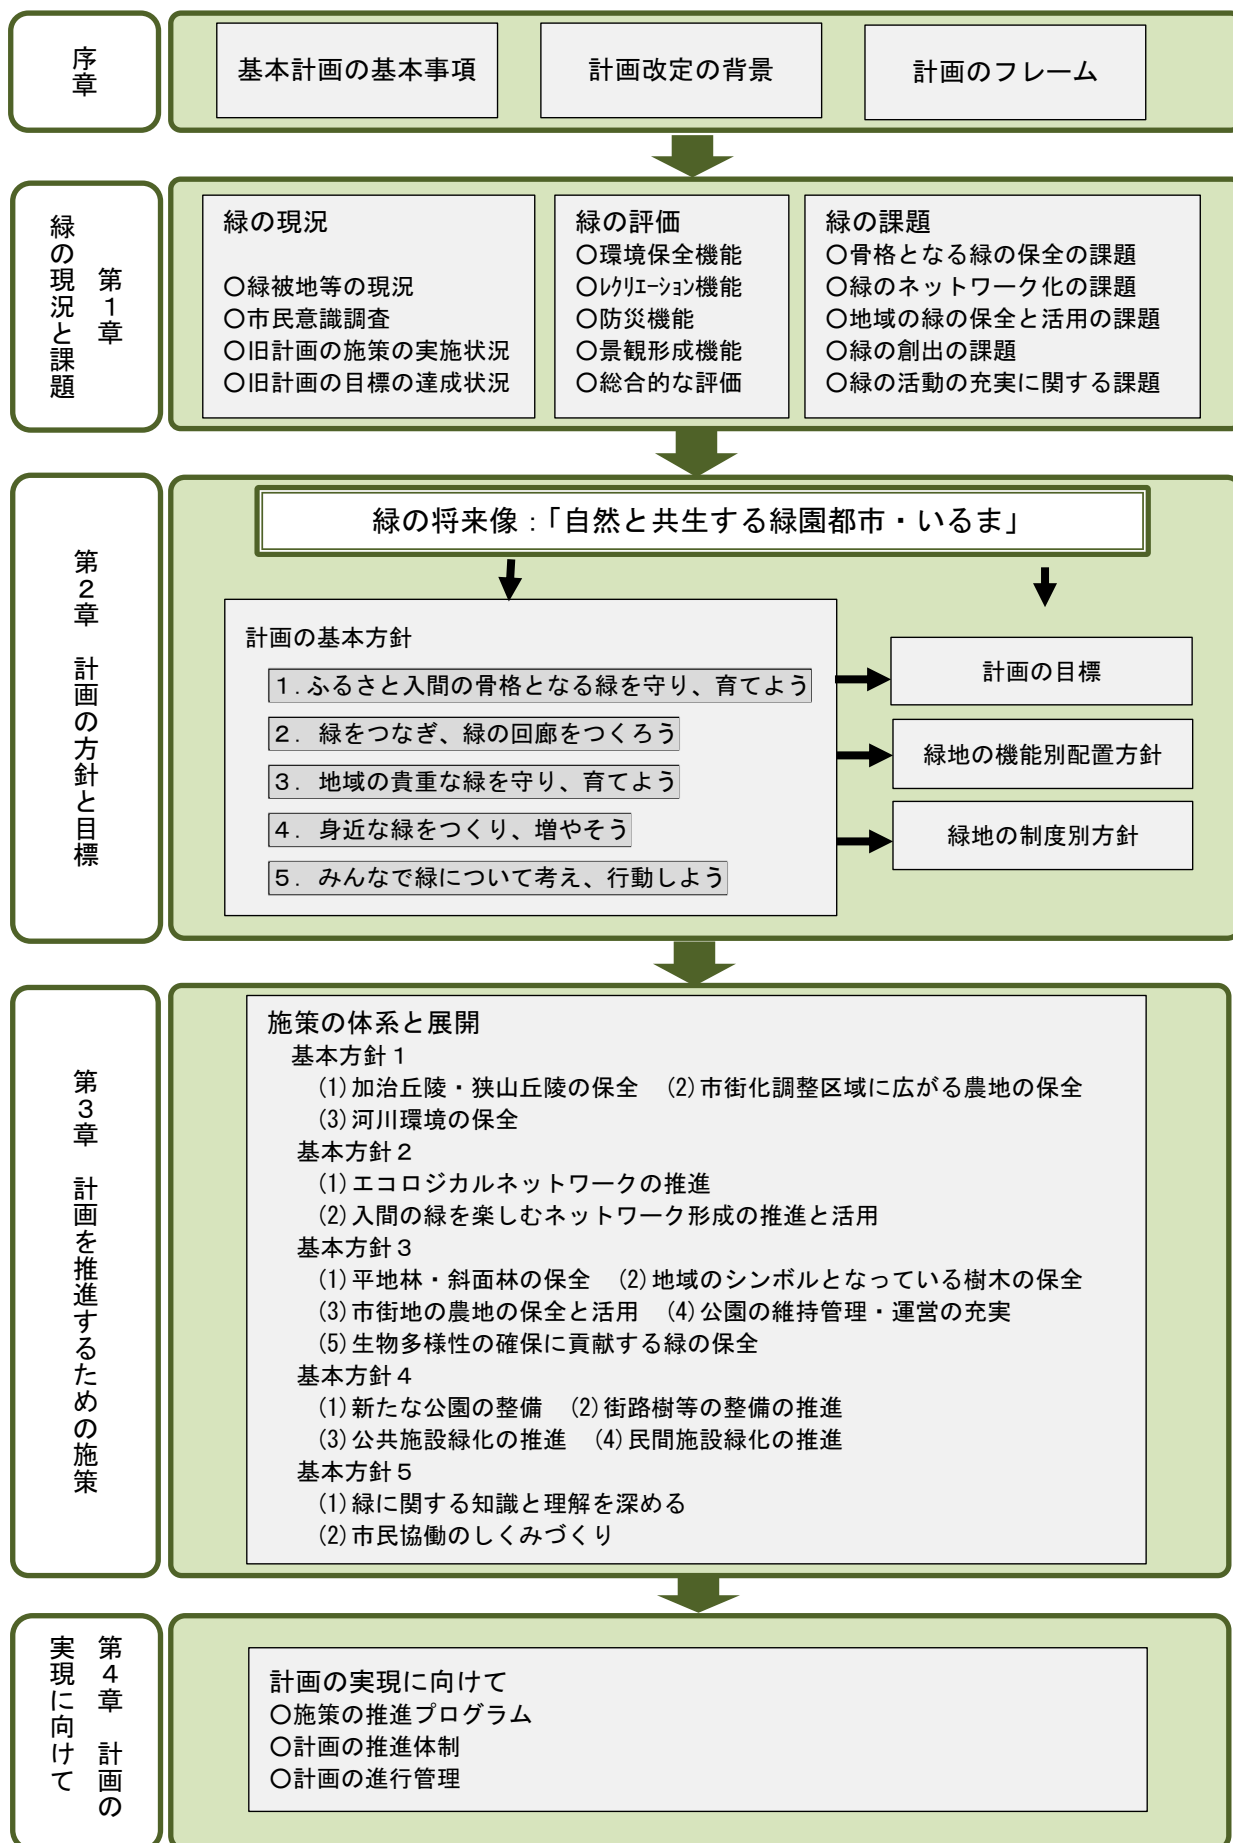 序章
基本計画の基本事項
計画改定の背景
計画のフレーム
第1章
緑の現況と課題
緑の現況
○緑被地等の現況
○市民意識調査
○旧計画の施策の実施状況
○旧計画の目標の達成状況
緑の評価
○環境保全機能
○ﾚｸﾘｴｰｼｮﾝ機能
○防災機能
○景観形成機能
○総合的な評価
緑の課題
○骨格となる緑の保全の課題
○緑のネットワーク化の課題
○地域の緑の保全と活用の課題
○緑の創出の課題
○緑の活動の充実に関する課題
第2章　計画の方針と目標
緑の将来像：「自然と共生する緑園都市・いるま」
計画の基本方針
１．ふるさと入間の骨格となる緑を守り、育てよう
２．緑をつなぎ、緑の回廊をつくろう
３．地域の貴重な緑を守り、育てよう
４．身近な緑をつくり、増やそう
５．みんなで緑について考え、行動しよう
計画の目標
緑地の機能別配置方針
緑地の制度別方針
第3章　計画を推進するための施策
施策の体系と展開
基本方針１
(1)加治丘陵・狭山丘陵の保全　(2)市街化調整区域に広がる農地の保全
(3)河川環境の保全
基本方針２
(1)エコロジカルネットワークの推進
(2)入間の緑を楽しむネットワーク形成の推進と活用
基本方針３
(1)平地林・斜面林の保全　(2)地域のシンボルとなっている樹木の保全
(3)市街地の農地の保全と活用　(4)公園の維持管理・運営の充実
(5)生物多様性の確保に貢献する緑の保全
基本方針４
(1)新たな公園の整備　(2)街路樹等の整備の推進
(3)公共施設緑化の推進　(4)民間施設緑化の推進
基本方針５
(1)緑に関する知識と理解を深める
(2)市民協働のしくみづくり
第4章　計画の
実現に向けて
計画の実現に向けて
○施策の推進プログラム
○計画の推進体制
○計画の進行管理